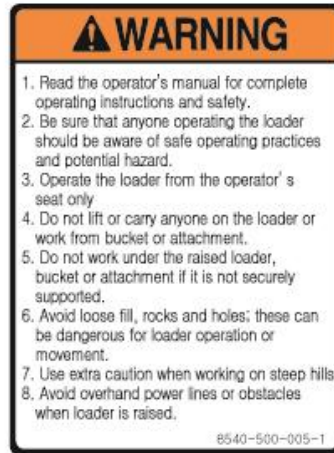 WARNING
1. Read the operator's manual for complete
operating instructions and safety.
2. Be sure that anyone operating the loader
should be aware of safe operating practices
and potential hazard.
3. Operate the loader from the operator's
seat only
4. Do not lift or carry anyone on the loader or
work from bucket or attachment.
5. Do not work under the raised loader,
bucket or attachment if it is not securely
supported.
6. Avoid loose fill, rocks and holes; these can
be dangerous for loader operation or
movement.
7. Use extra caution when working on steep hills
8. Avoid overhand power lines or obstacles
when loader is raised.
8540-500-005-1